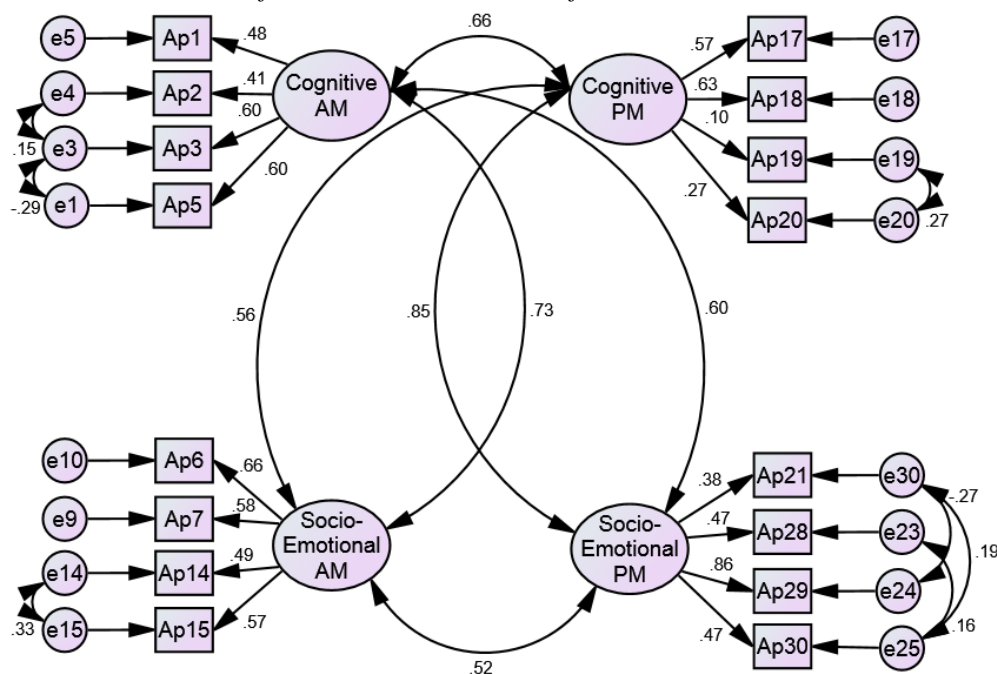 .66
e5
Ap1
.48
Cognitive
AM
Cognitive
PM
.57
Ap17
e17
e4
Ap2
.41
.63
Ap18
e18
.15
e3
Ap3
.60
.10
Ap19
e19
-.29
e1
Ap5
.60
.27
Ap20
e20
.27
.56
.85
.73
.60
e10
Ap6
.66
e9
Ap7
.58
e14
Ap14
.49
.33
e15
Ap15
.57
Socio-
Emotional
AM
Socio-
Emotional
PM
.38
Ap21
e30
-.27
.47
Ap28
e23
.19
.86
Ap29
e24
.47
Ap30
e25
.16
.52